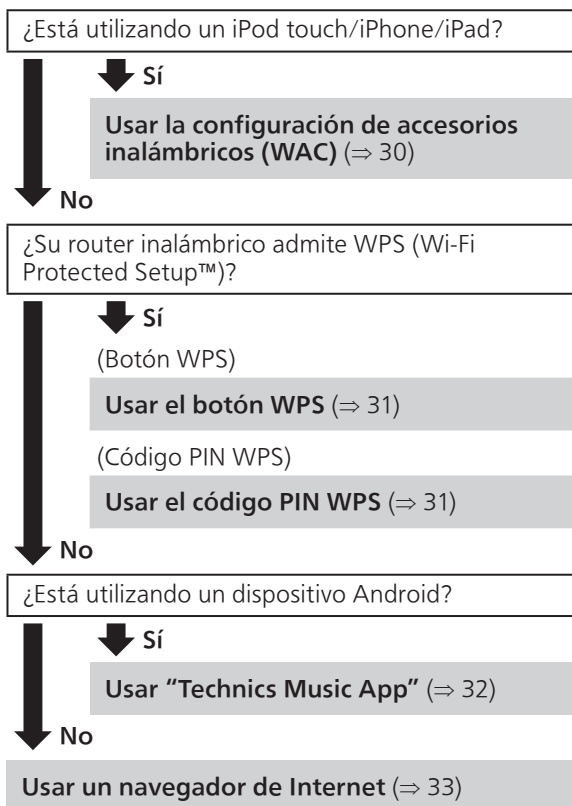 ¿Está utilizando un iPod touch/iPhone/iPad?
Sí
Usar la configuración de accesorios
inalámbricos (WAC) (⇒ 30)
No
¿Su router inalámbrico admite WPS (Wi-Fi
Protected Setup™)?
Sí
(Botón WPS)
Usar el botón WPS (⇒ 31)
(Código PIN WPS)
Usar el código PIN WPS (⇒ 31)
No
¿Está utilizando un dispositivo Android?
Sí
Usar “Technics Music App” (⇒ 32)
No
Usar un navegador de Internet (⇒ 33)